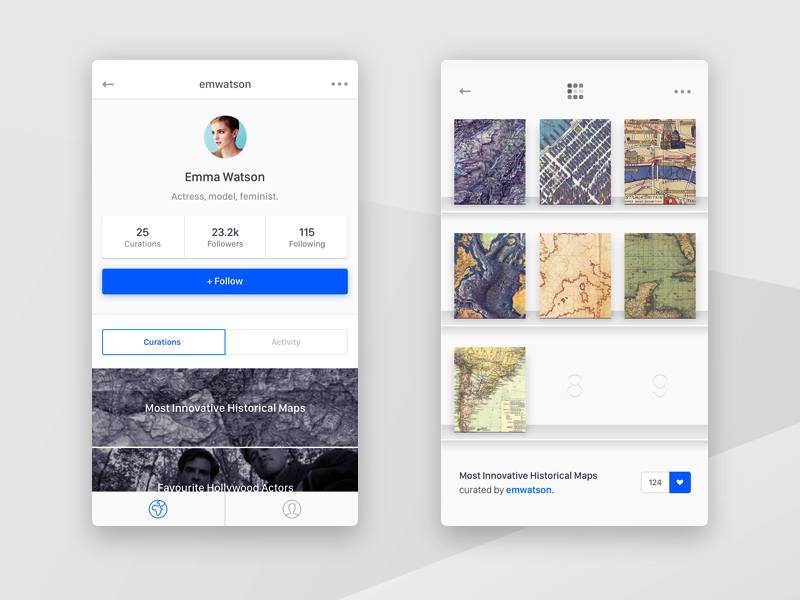 emwatson
Emma Watson
Actress, model, feminist.
25
Curations
23.2k
Followers
115
Following
+ Follow
Curations
Activity
Most Innovative Historical Maps
Favourite Hollywood Actors
8
9
Most Innovative Historical Maps
curated by emwatson.
124